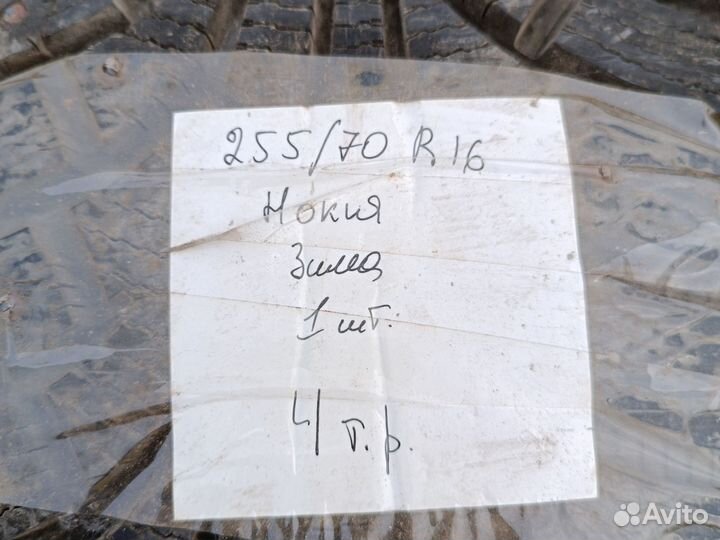 255/70 R16
Нокия
Зима
1 шт.
4 т.р.
Avito